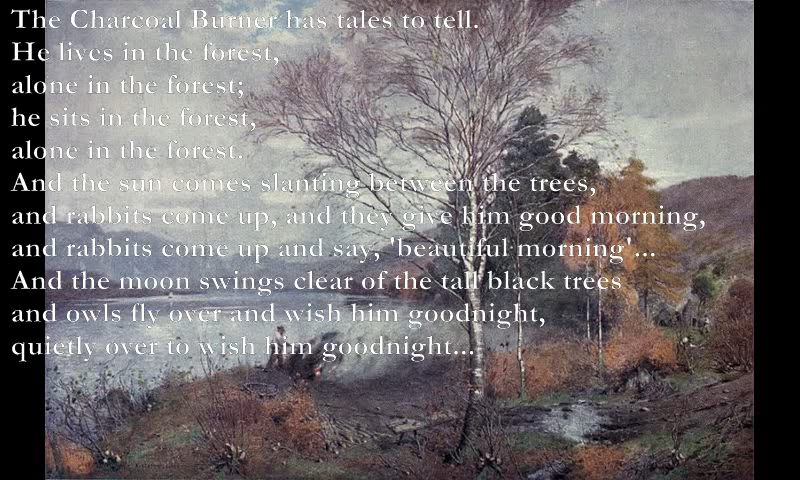 The Charcoal Burner has tales to tell.
He lives in the forest,
alone in the forest;
he sits in the forest,
alone in the forest.
And the sun comes slanting between the trees,
and rabbits come up, and they give him good morning,
and rabbits come up and say, 'beautiful morning'...
And the moon swings clear of the tall black trees
and owls fly over and wish him goodnight,
quietly over to wish him goodnight...